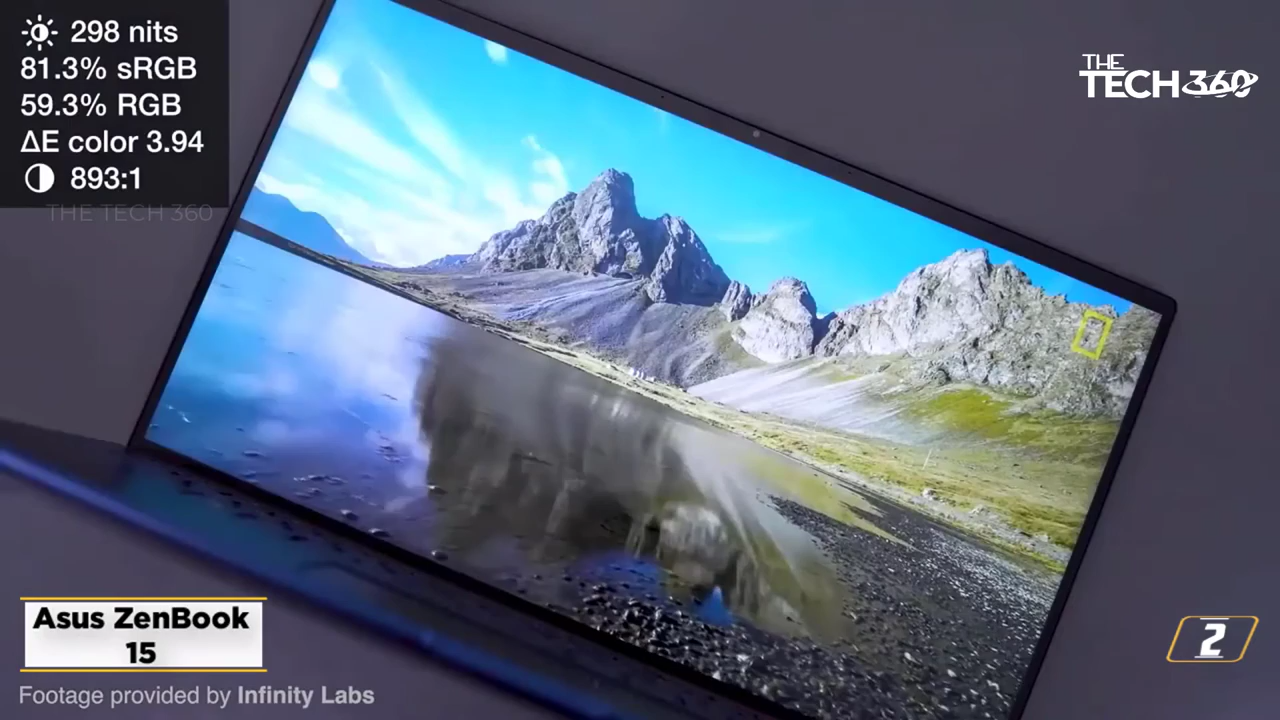 298 nits
81.3% sRGB
59.3% RGB
ΔE color 3.94
893:1
THE TECH 360
THE
TECH 360
Asus ZenBook
15
2
Footage provided by Infinity Labs